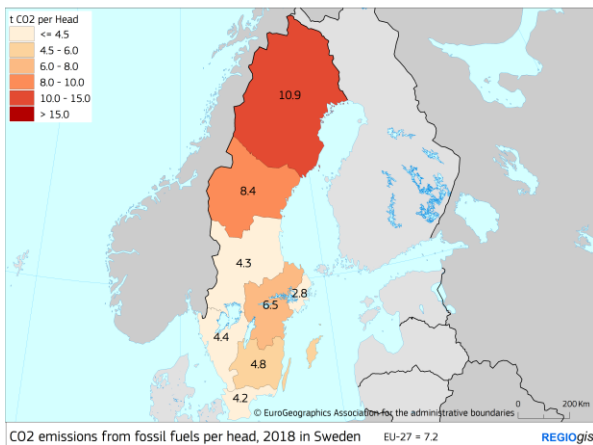 t CO2 per Head
<= 4.5
4.5 - 6.0
6.0 - 8.0
8.0 - 10.0
10.0 - 15.0
> 15.0
10.9
8.4
4.3
2.8
6.5
4.4
4.8
4.2
0 200 Km
© EuroGeographics Association for the administrative boundaries
CO2 emissions from fossil fuels per head, 2018 in Sweden EU-27 = 7.2 REGIOgis